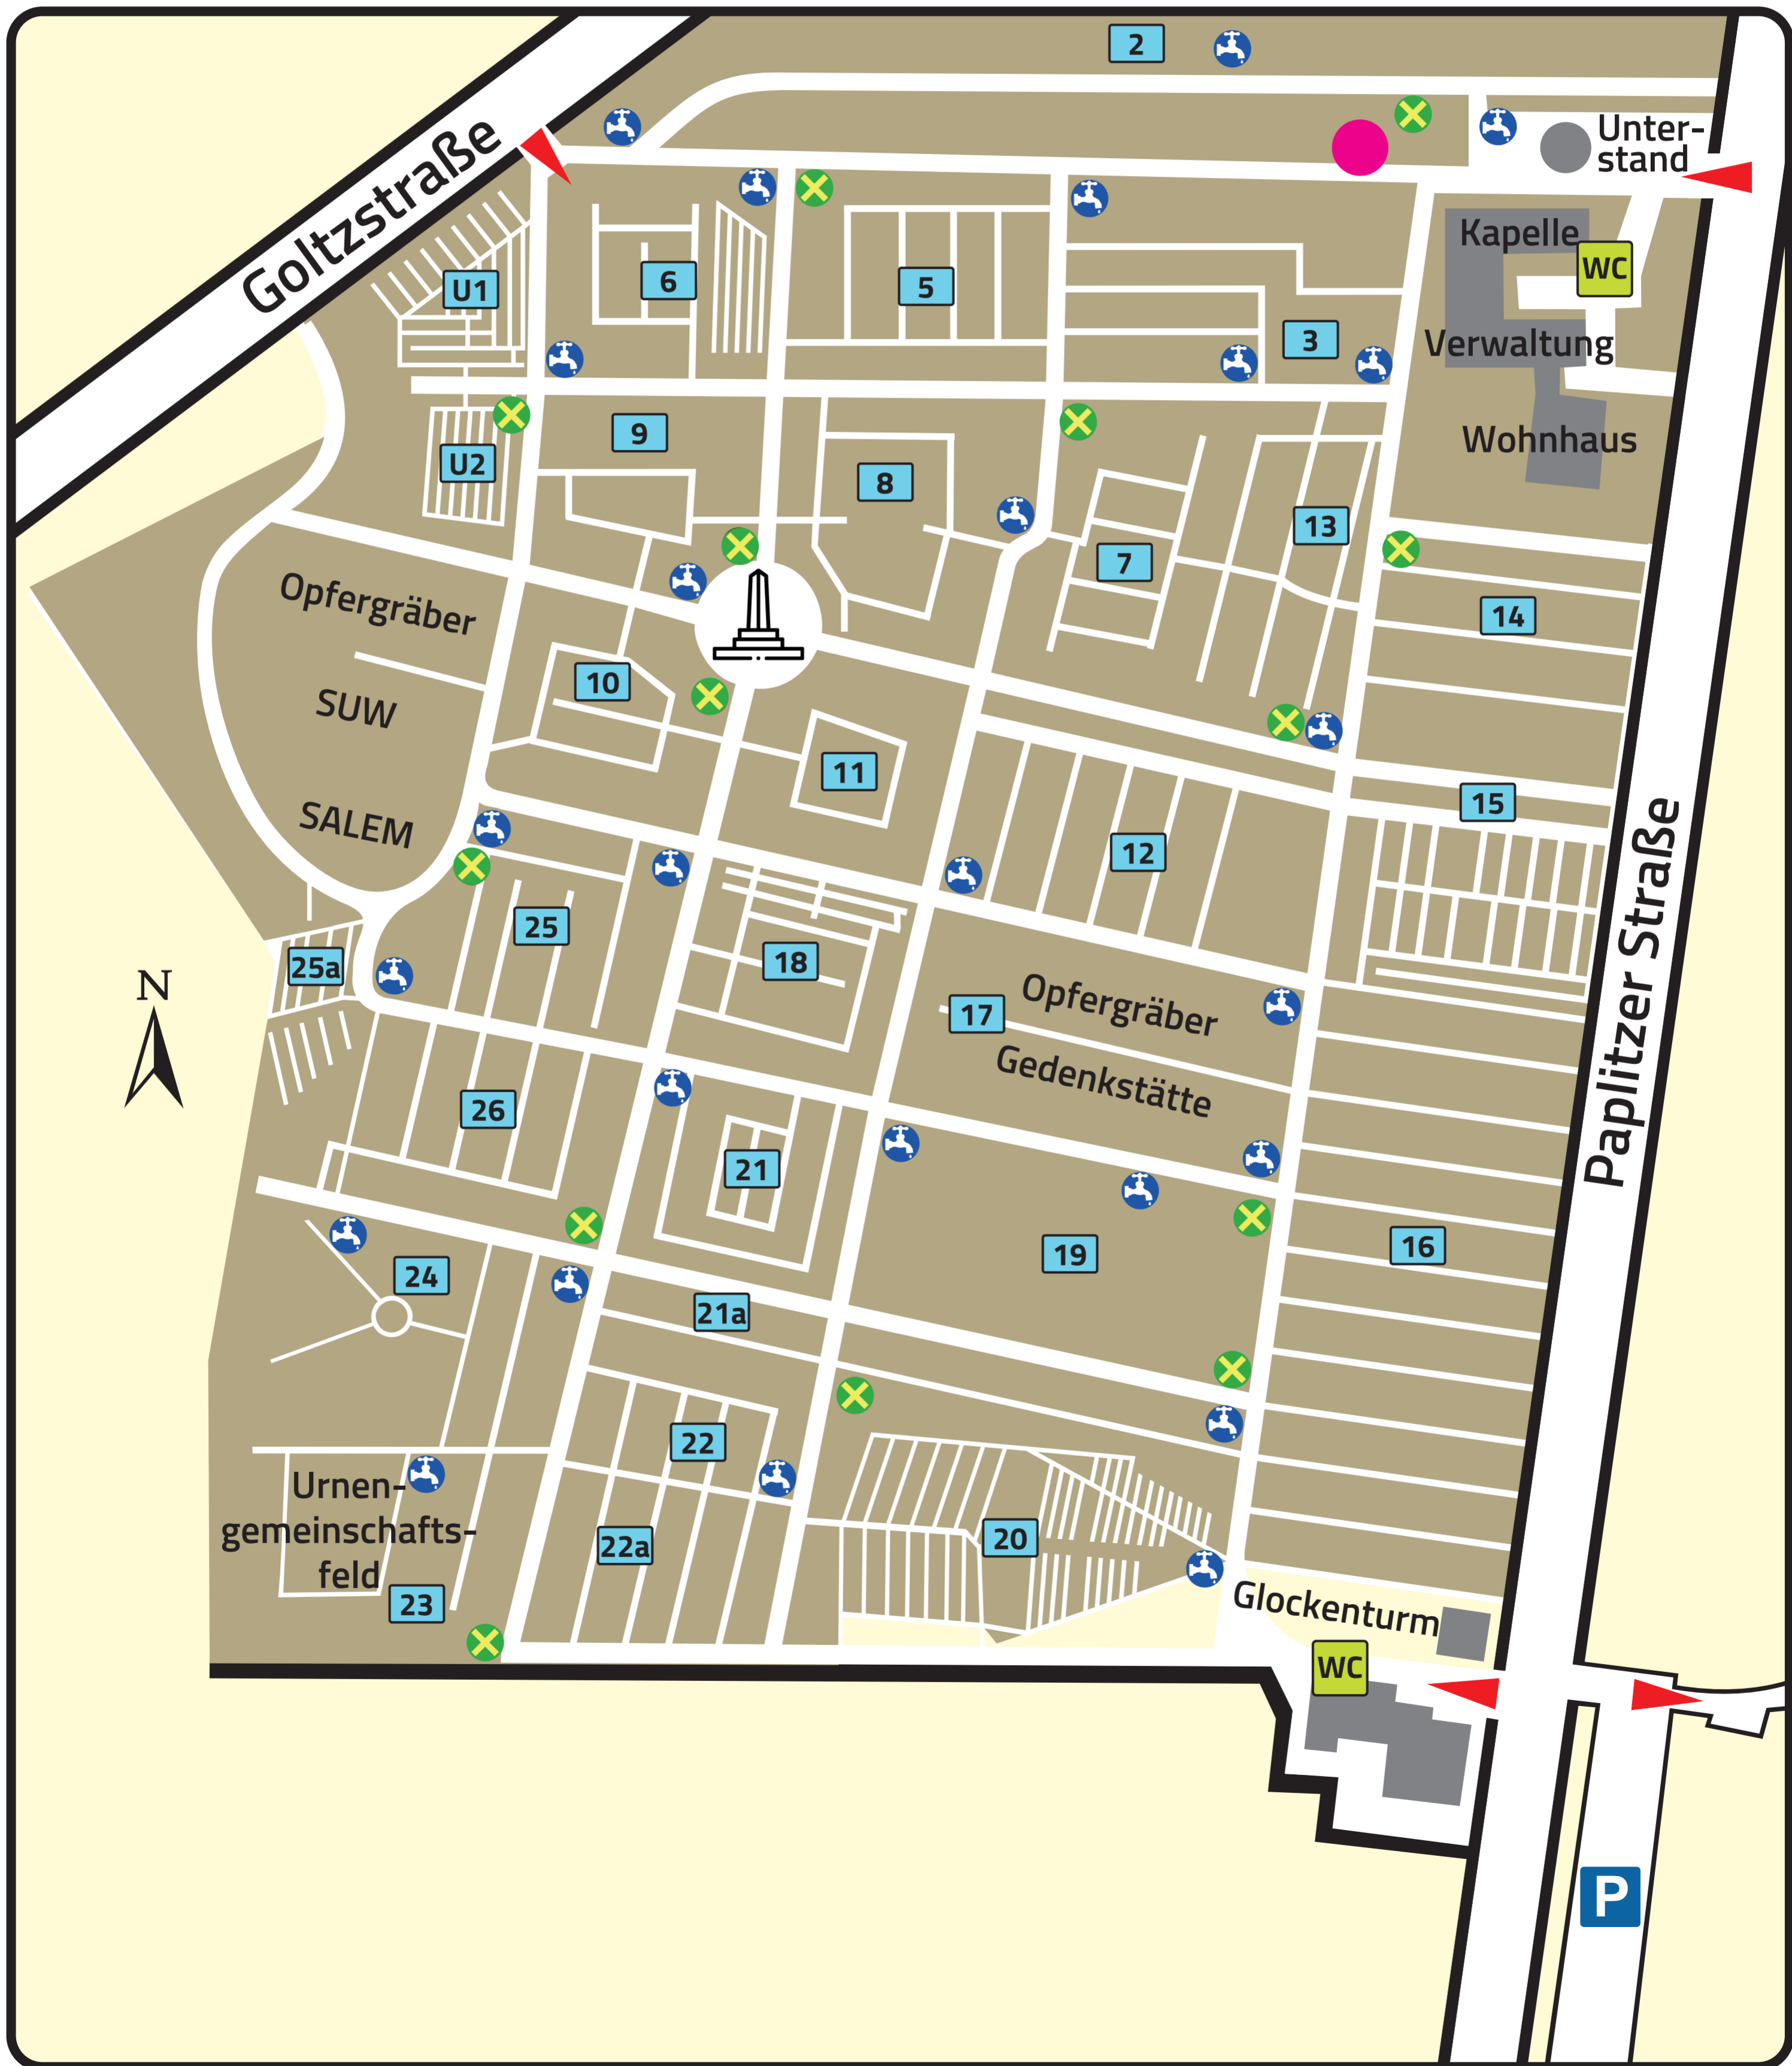 2
Unter-
stand
Goltzstraße
Kapelle
WC
6
U1
5
3
Verwaltung
9
Wohnhaus
U2
8
13
7
Opfergräber
14
10
SUW
11
15
SALEM
12
25
18
25a
N
Opfergräber
17
Gedenkstätte
Paplitzer Straße
26
21
16
19
24
21a
22
Urnen-
gemeinschafts-
feld
20
22a
23
Glockenturm
WC
P